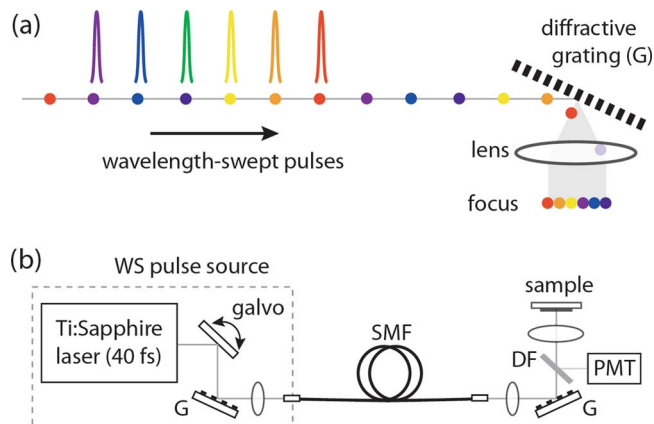 (a)
diffractive
grating (G)
wavelength-swept pulses
lens
focus
(b)
WS pulse source
sample
galvo
SMF
Ti:Sapphire
laser (40 fs)
DF
PMT
G
G